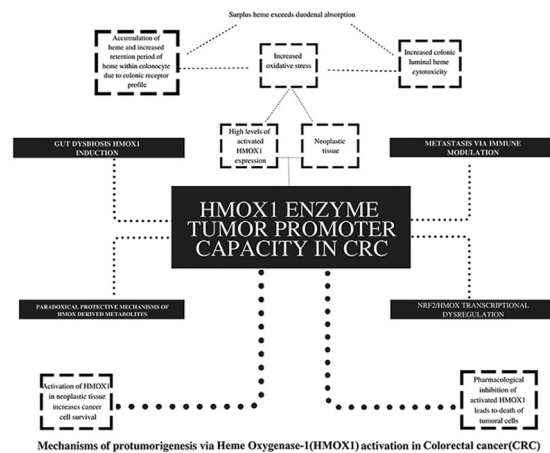 Surplus heme exceeds duodenal absorption
Accumulation of
heme and increased
retention period of
heme within colonocyte
due to colonic receptor
profile
Increased
oxidative stress
Increased colonic
luminal heme
cytotoxicity
High levels of
activated HMOX1
expression
Neoplastic
tissue
GUT DYSBIOSIS HMOX1
INDUCTION
METASTASIS VIA IMMUNE
MODULATION
HMOX1 ENZYME
TUMOR PROMOTER
CAPACITY IN CRC
PARADOXICAL PROTECTIVE MECHANISMS OF
HMOX DERIVED METABOLITES
NRF2/HMOX TRANSCRIPTIONAL
DYSREGULATION
Activation of HMOX1
in neoplastic tissue
increases cancer
cell survival
Pharmacological
inhibition of
activated HMOX1
leads to death of
tumoral cells
Mechanisms of protumorigenesis via Heme Oxygenase-1(HMOX1) activation in Colorectal cancer(CRC)